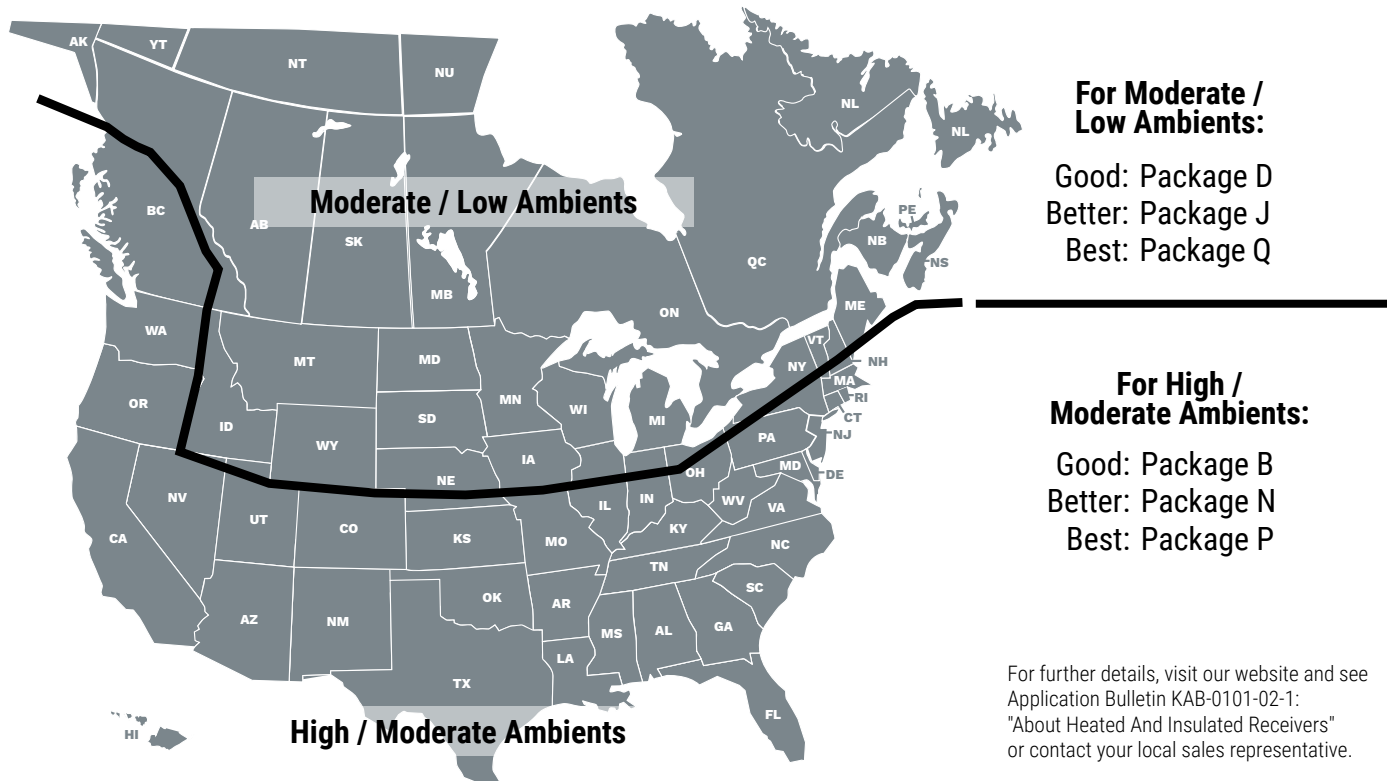 AK
YT
NT
NU
NL
NL
BC
AB
SK
MB
QC
PE
NB
NS
ON
Moderate / Low Ambients
WA
MT
MD
ME
VT
NH
NY
MA
RI
CT
NJ
OR
ID
WY
SD
MN
WI
MI
PA
MD
DE
NV
UT
CO
NE
IA
IL
IN
OH
WV
VA
CA
KS
MO
KY
NC
TN
SC
AZ
NM
OK
AR
MS
AL
GA
LA
TX
FL
HI
High / Moderate Ambients
For Moderate /
Low Ambients:
Good: Package D
Better: Package J
Best: Package Q
For High /
Moderate Ambients:
Good: Package B
Better: Package N
Best: Package P
For further details, visit our website and see
Application Bulletin KAB-0101-02-1:
"About Heated And Insulated Receivers"
or contact your local sales representative.